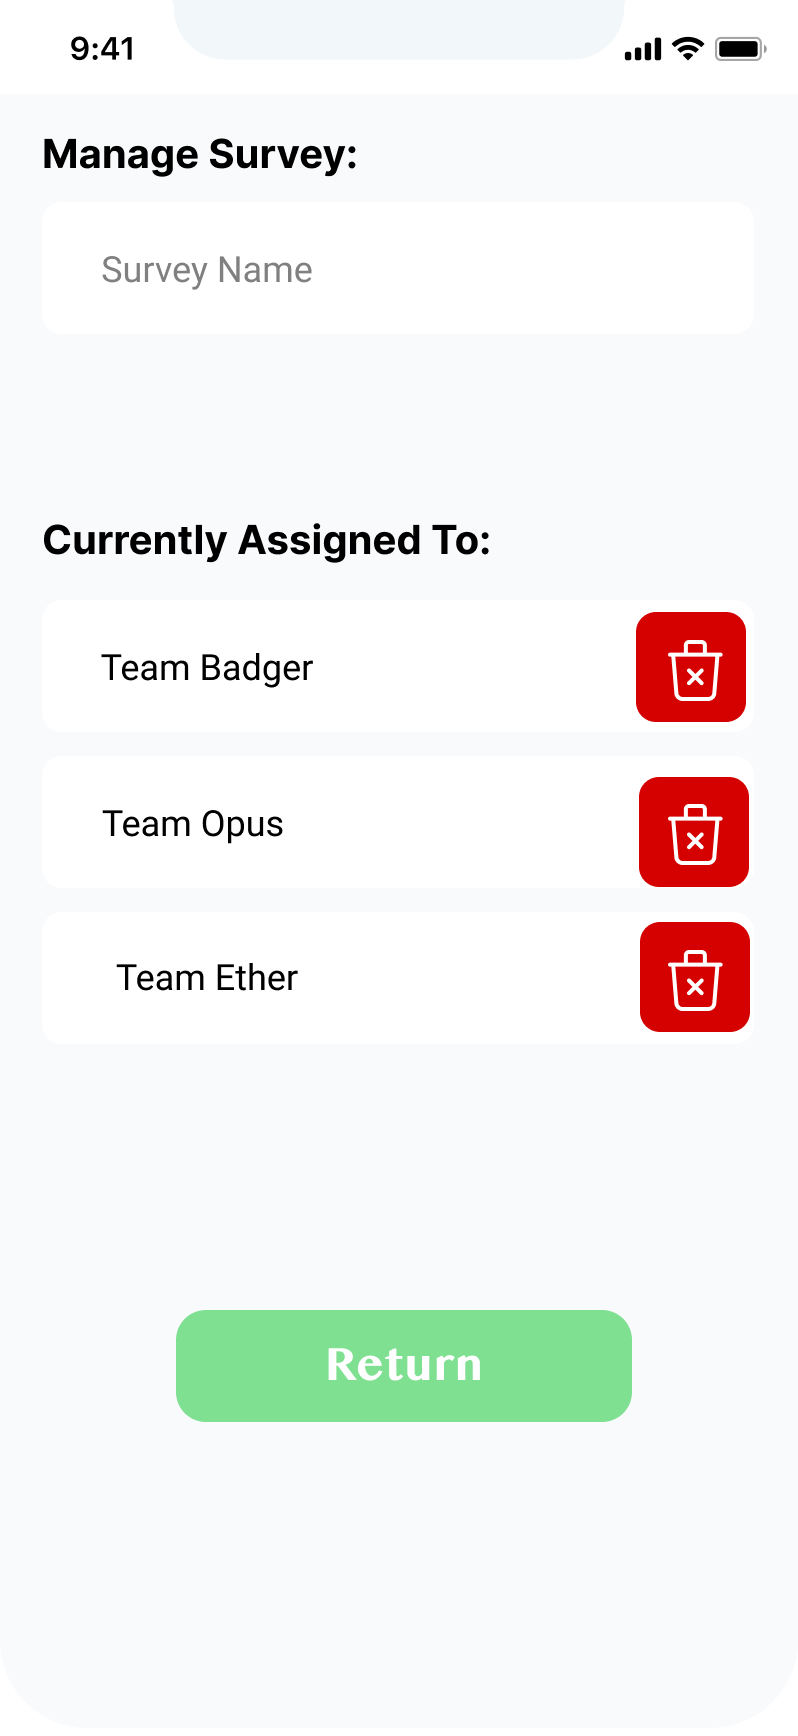 9:41
Manage Survey:
Survey Name
Currently Assigned To:
Team Badger
Team Opus
Team Ether
Return